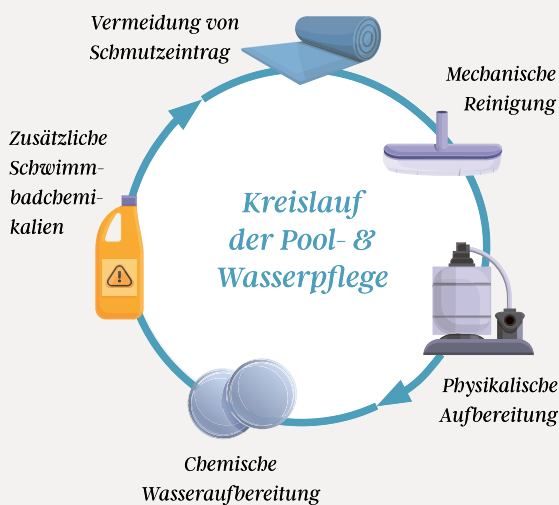 Vermeidung von
Schmutzeintrag
Mechanische
Reinigung
Zusätzliche
Schwimm-
badchemi-
kalien
Kreislauf
der Pool- &
Wasserpflege
Physikalische
Aufbereitung
Chemische
Wasseraufbereitung